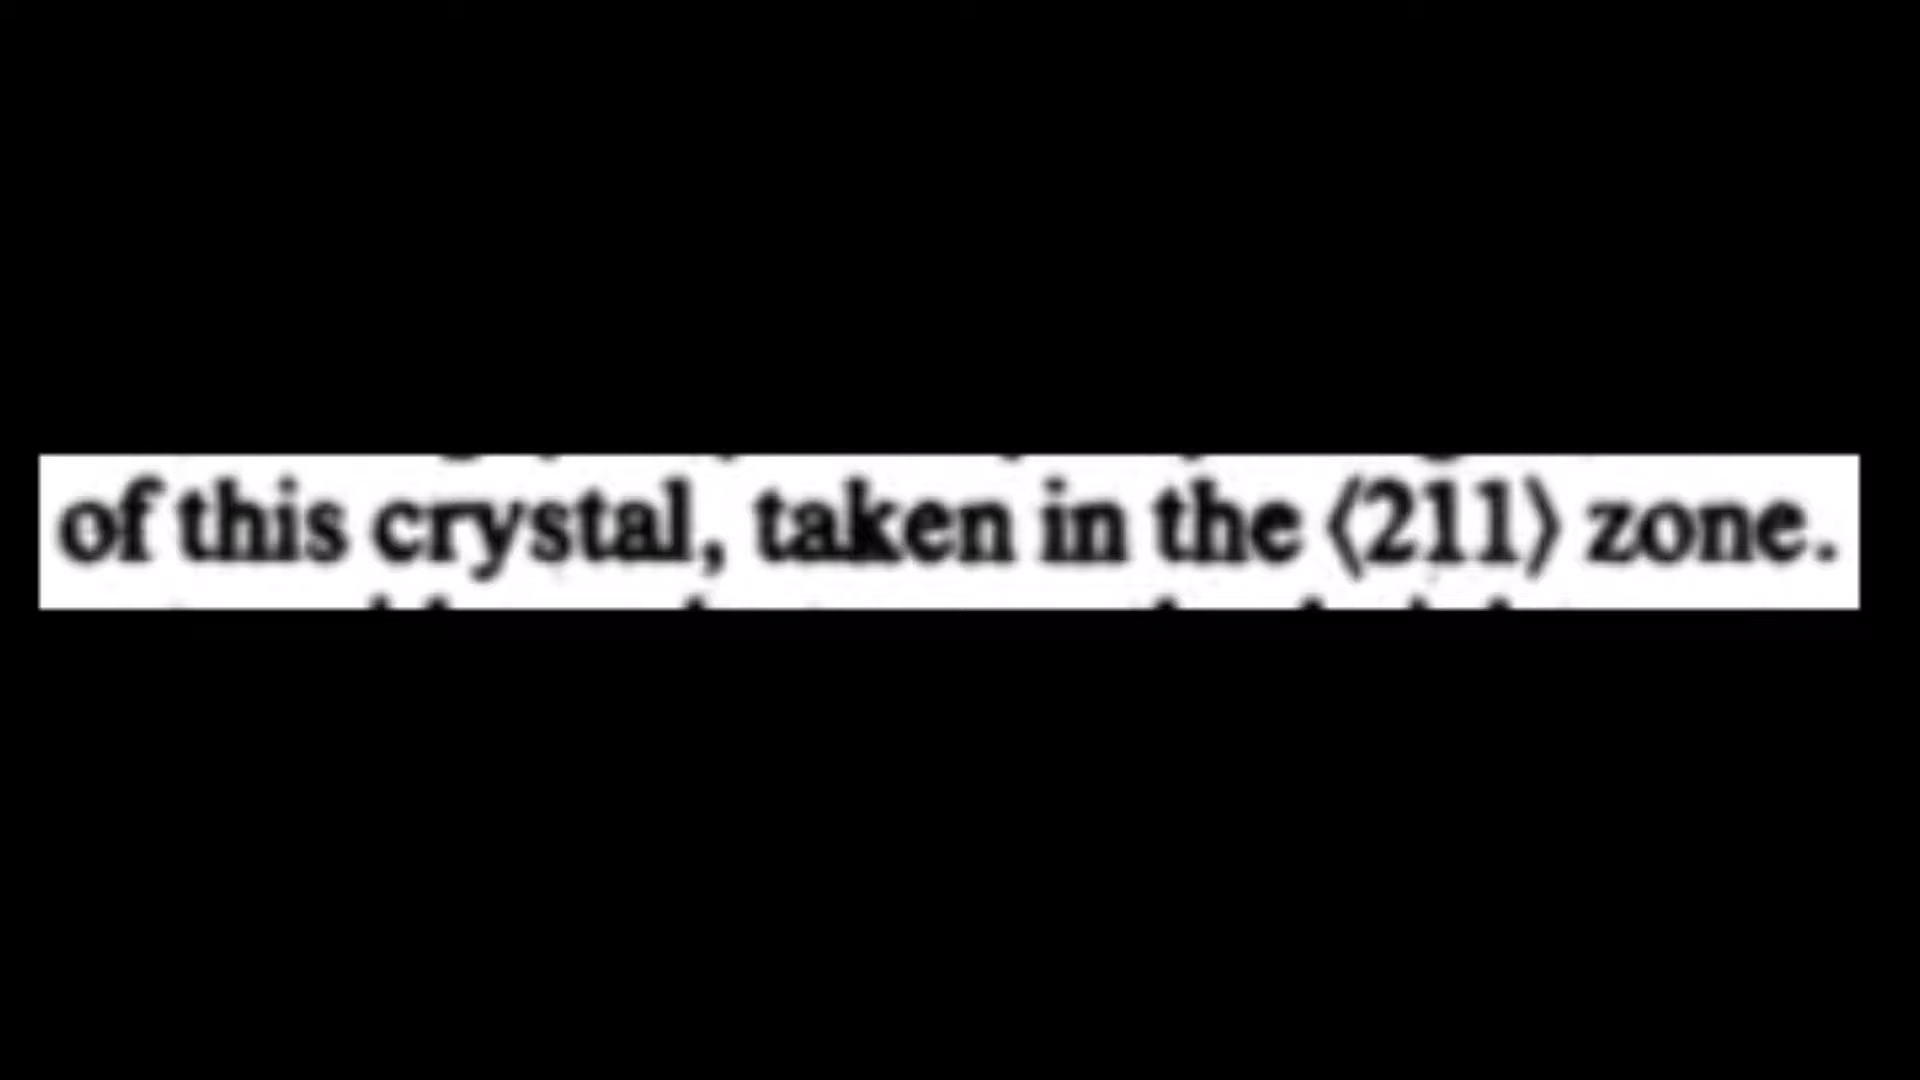 of this crystal, taken in the ⟨211⟩ zone.